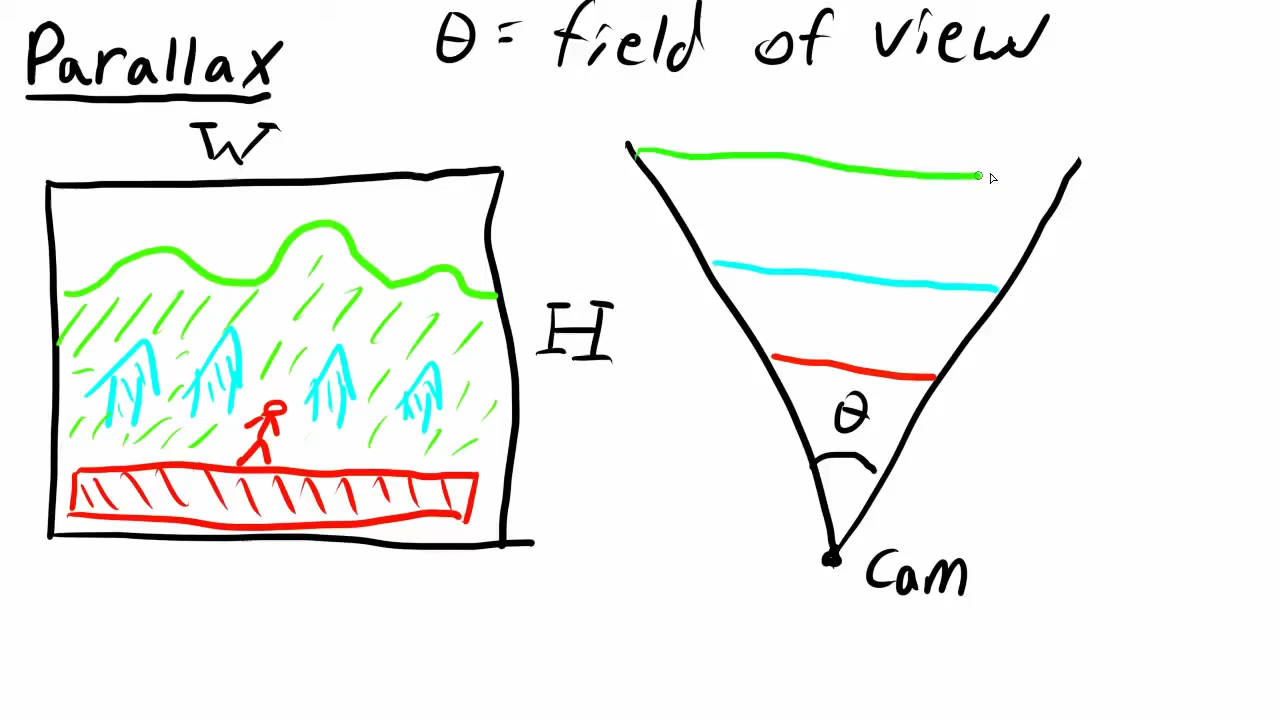 Parallax
θ = field of view
W
H
θ
Cam